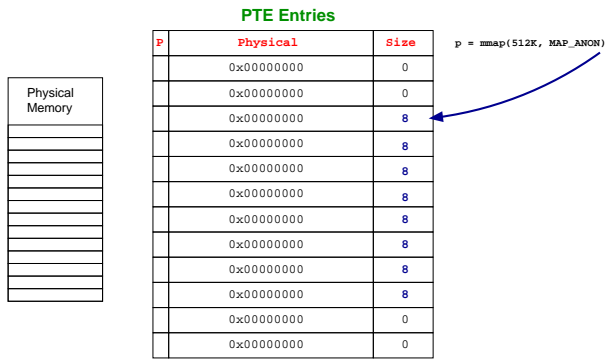 PTE Entries
P Physical Size
p = mmap(512K, MAP_ANON)
0x00000000 0
0x00000000 0
0x00000000 8
0x00000000 8
0x00000000 8
0x00000000 8
0x00000000 8
0x00000000 8
0x00000000 8
0x00000000 8
0x00000000 0
0x00000000 0
Physical
Memory